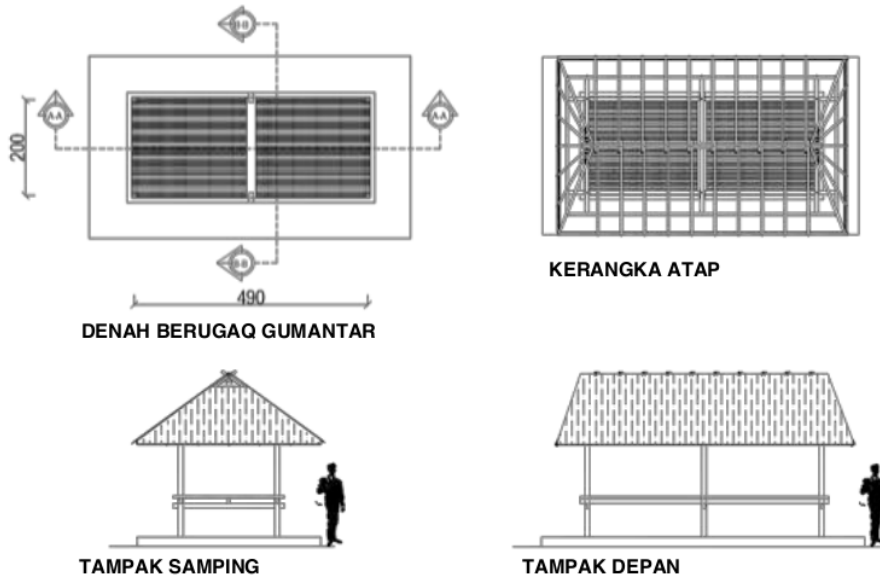 B-B
A-A
A-A
200
B-B
490
DENAH BERUGAQ GUMANTAR
KERANGKA ATAP
TAMPAK SAMPING
TAMPAK DEPAN